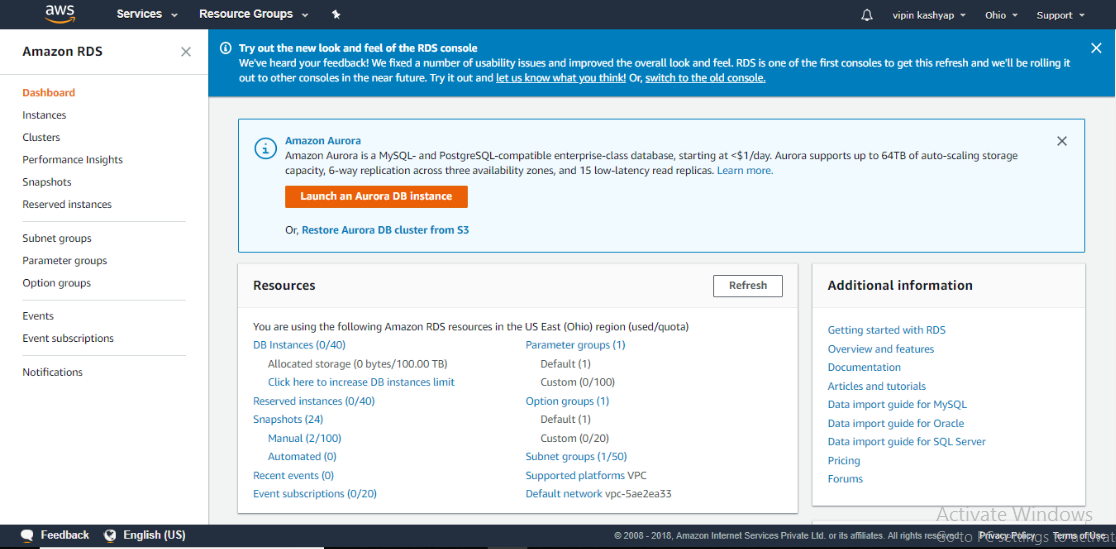 aws Services Resource Groups vipin kashyap Ohio Support
Amazon RDS
Dashboard
Instances
Clusters
Performance Insights
Snapshots
Reserved instances
Subnet groups
Parameter groups
Option groups
Events
Event subscriptions
Notifications
Try out the new look and feel of the RDS console
We've heard your feedback! We fixed a number of usability issues and improved the overall look and feel. RDS is one of the first consoles to get this refresh and we'll be rolling it
out to other consoles in the near future. Try it out and let us know what you think! Or, switch to the old console.
Amazon Aurora
Amazon Aurora is a MySQL- and PostgreSQL-compatible enterprise-class database, starting at <$1/day. Aurora supports up to 64TB of auto-scaling storage
capacity, 6-way replication across three availability zones, and 15 low-latency read replicas. Learn more.
Launch an Aurora DB instance
Or, Restore Aurora DB cluster from S3
Resources
Refresh
You are using the following Amazon RDS resources in the US East (Ohio) region (used/quota)
DB Instances (0/40)
Allocated storage (0 bytes/100.00 TB)
Click here to increase DB instances limit
Reserved instances (0/40)
Snapshots (24)
Manual (2/100)
Automated (0)
Recent events (0)
Event subscriptions (0/20)
Parameter groups (1)
Default (1)
Custom (0/100)
Option groups (1)
Default (1)
Custom (0/20)
Subnet groups (1/50)
Supported platforms VPC
Default network vpc-5ae2ea33
Additional information
Getting started with RDS
Overview and features
Documentation
Articles and tutorials
Data import guide for MySQL
Data import guide for Oracle
Data import guide for SQL Server
Pricing
Forums
Activate Windows
Go to PC settings to activat
Feedback English (US) © 2008 - 2018, Amazon Internet Services Private Ltd. or its affiliates. All rights reserved. Privacy Policy Terms of Use